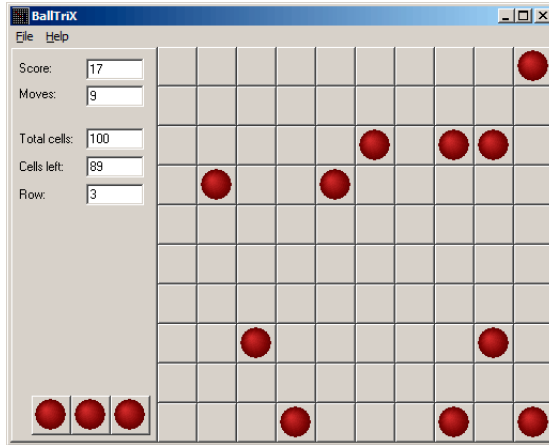 BallTriX
File Help
Score: 17
Moves: 9
Total cells: 100
Cells left: 89
Row: 3